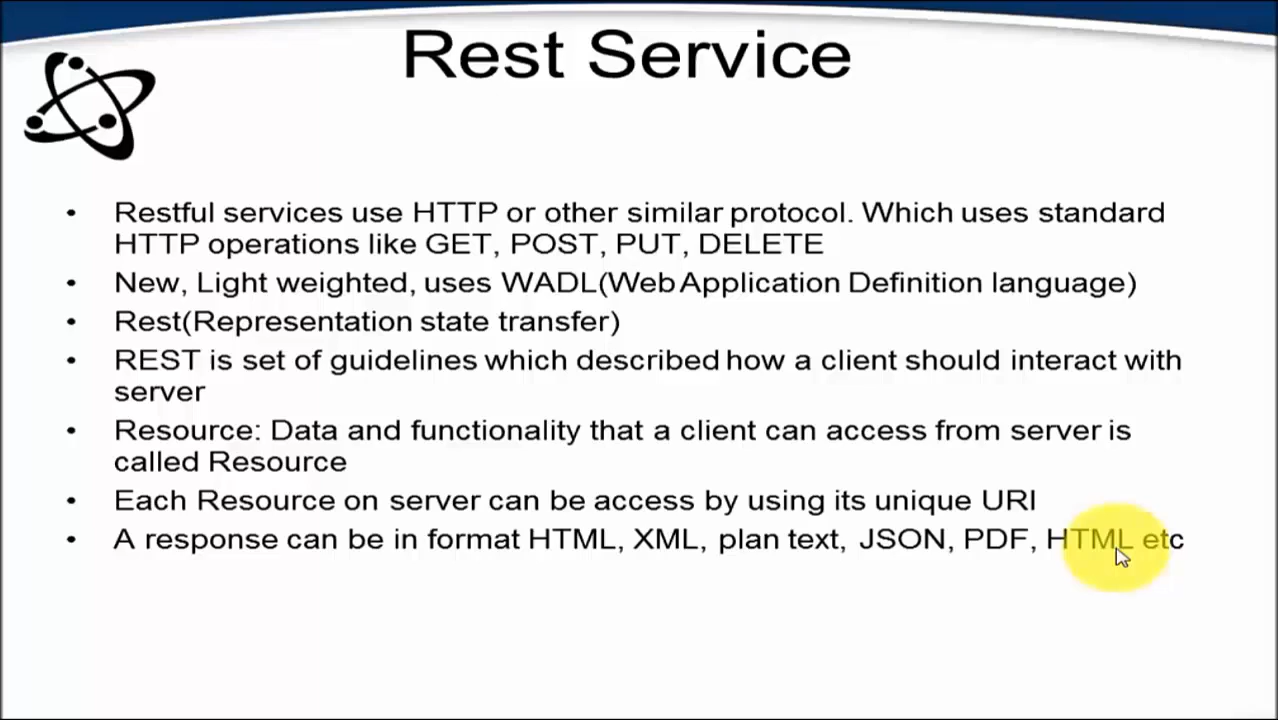 Rest Service
• Restful services use HTTP or other similar protocol. Which uses standard
HTTP operations like GET, POST, PUT, DELETE
• New, Light weighted, uses WADL(Web Application Definition language)
• Rest(Representation state transfer)
• REST is set of guidelines which described how a client should interact with
server
• Resource: Data and functionality that a client can access from server is
called Resource
• Each Resource on server can be access by using its unique URI
• A response can be in format HTML, XML, plan text, JSON, PDF, HTML etc